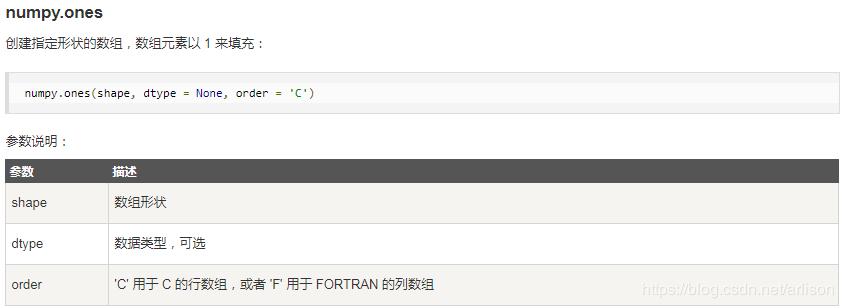 numpy.ones
创建指定形状的数组，数组元素以 1 来填充：
numpy.ones(shape, dtype = None, order = 'C')
参数说明：
参数 描述
shape 数组形状
dtype 数据类型，可选
order 'C' 用于 C 的行数组，或者 'F' 用于 FORTRAN 的列数组
https://blog.csdn.net/arlison